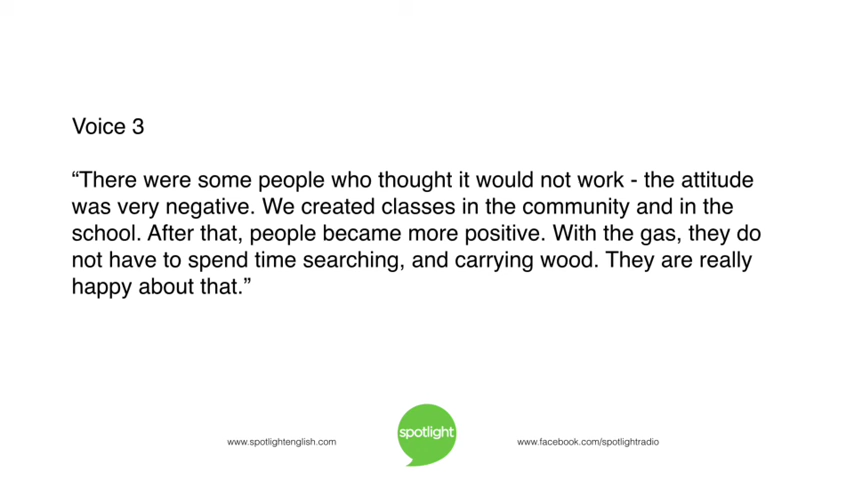 Voice 3
“There were some people who thought it would not work - the attitude
was very negative. We created classes in the community and in the
school. After that, people became more positive. With the gas, they do
not have to spend time searching, and carrying wood. They are really
happy about that.”
spotlight
www.spotlightenglish.com
www.facebook.com/spotlightradio